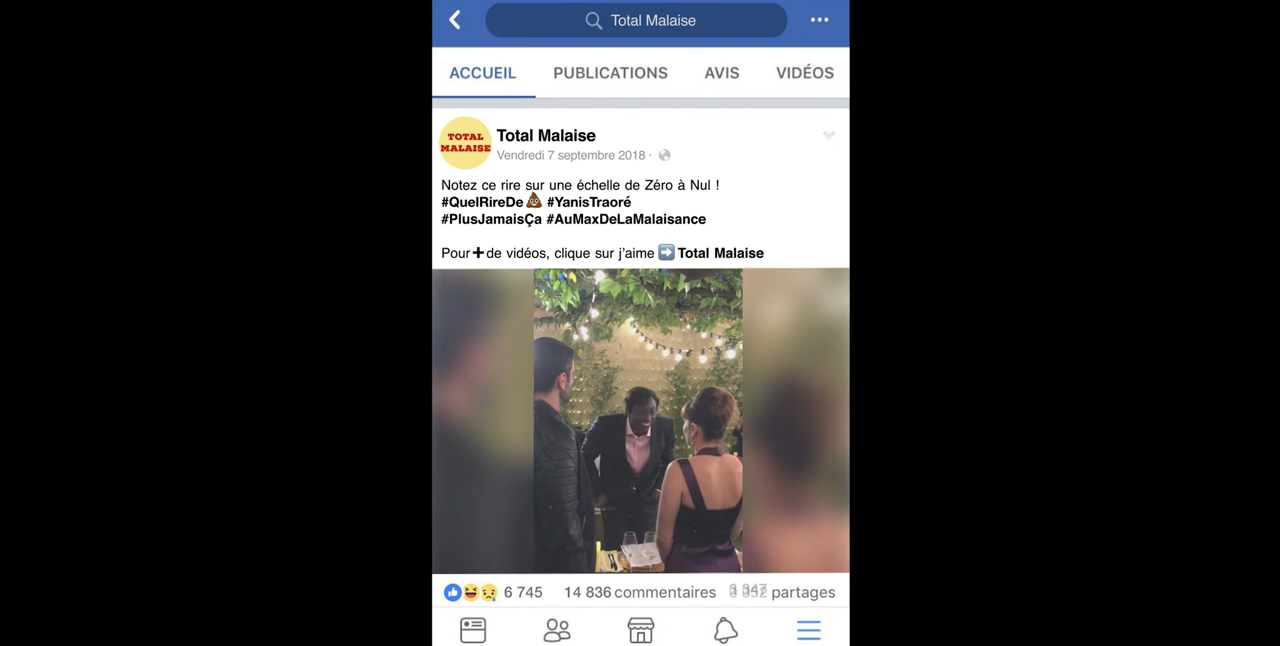 Total Malaise
ACCUEIL PUBLICATIONS AVIS VIDÉOS
TOTAL
MALAISE
Total Malaise
Vendredi 7 septembre 2018 ·
Notez ce rire sur une échelle de Zéro à Nul !
#QuelRireDe💩 #YanisTraoré
#PlusJamaisÇa #AuMaxDeLaMalaisance
Pour➕de vidéos, clique sur j’aime ➡️ Total Malaise
6 745 14 836 commentaires partages